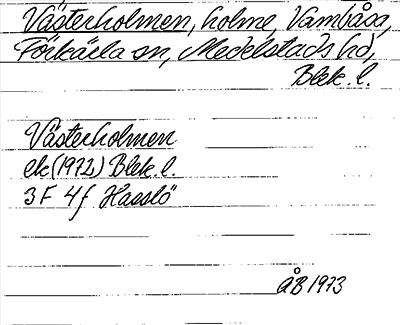 Västerholmen, holme, Vambåsa,
Förkärla sn, Medelstads hd,
Blek. l.
Västerholmen
ek (1972) Blek. l.
3 F 4 f Hasslö
ÅB 1973